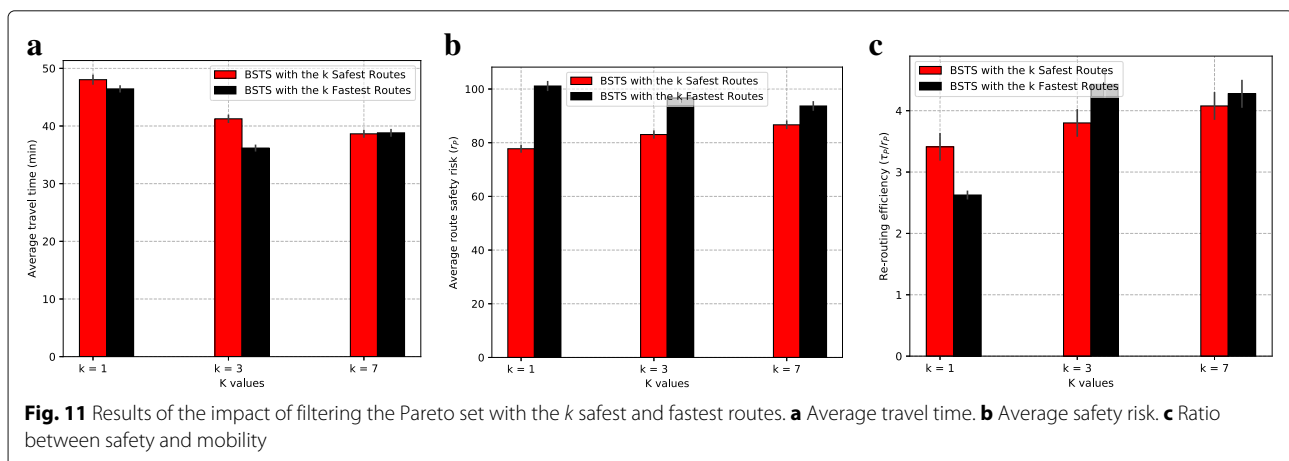 a
50
40
30
20
10
0
Average travel time (min)
BSTS with the k Safest Routes
BSTS with the k Fastest Routes
k = 1
k = 3
k = 7
K values
b
100
80
60
40
20
0
Average route safety risk (rₚ)
BSTS with the k Safest Routes
BSTS with the k Fastest Routes
k = 1
k = 3
k = 7
K values
c
4
3
2
1
0
Re-routing efficiency (τₚ/rₚ)
BSTS with the k Safest Routes
BSTS with the k Fastest Routes
k = 1
k = 3
k = 7
K values
Fig. 11 Results of the impact of filtering the Pareto set with the k safest and fastest routes. a Average travel time. b Average safety risk. c Ratio
between safety and mobility